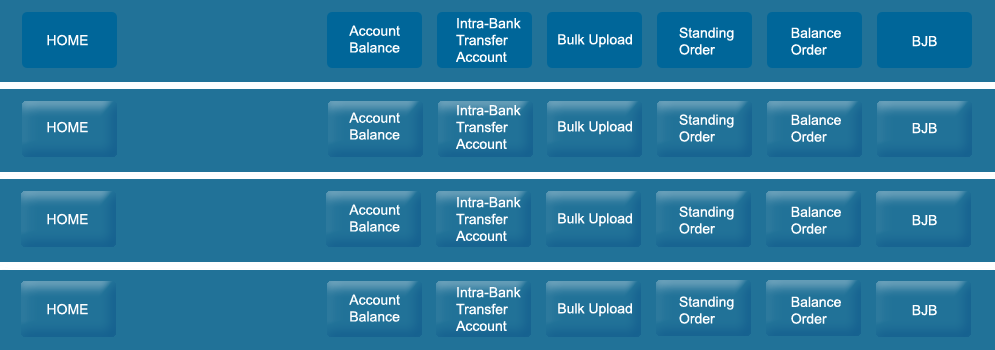 HOME
Account
Balance
Intra-Bank
Transfer
Account
Bulk Upload
Standing
Order
Balance
Order
BJB
HOME
Account
Balance
Intra-Bank
Transfer
Account
Bulk Upload
Standing
Order
Balance
Order
BJB
HOME
Account
Balance
Intra-Bank
Transfer
Account
Bulk Upload
Standing
Order
Balance
Order
BJB
HOME
Account
Balance
Intra-Bank
Transfer
Account
Bulk Upload
Standing
Order
Balance
Order
BJB